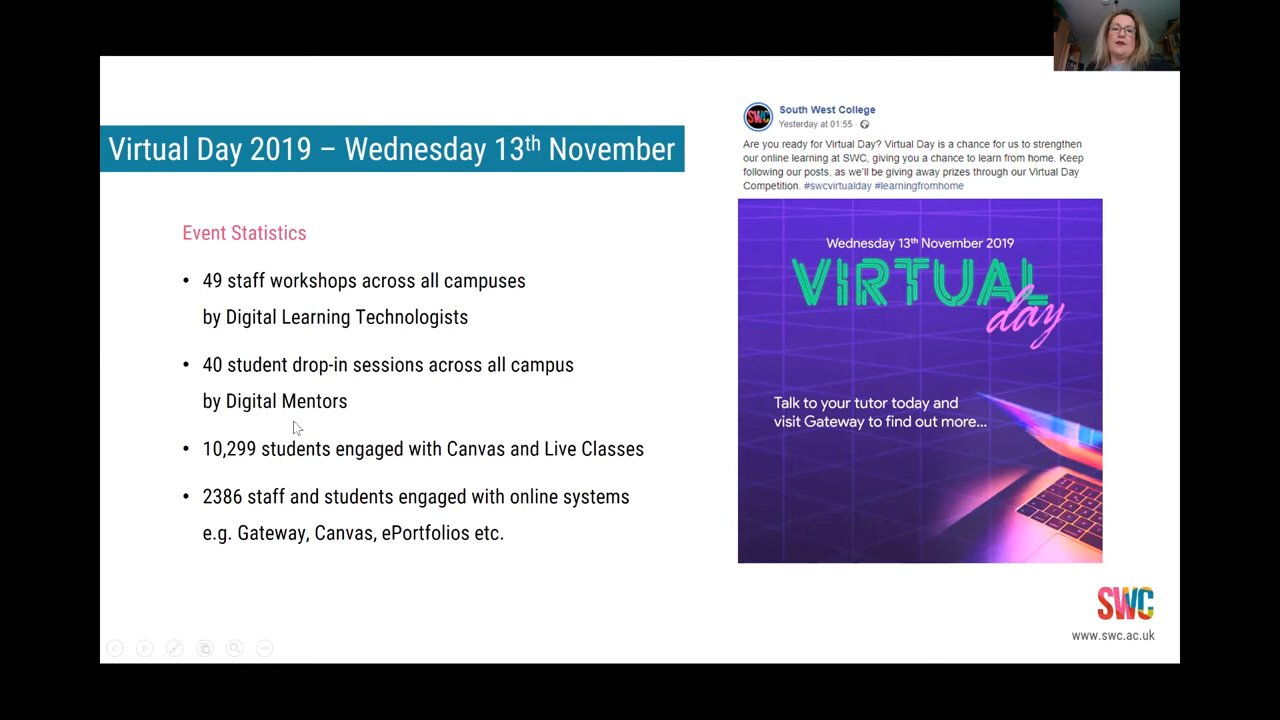 Virtual Day 2019 – Wednesday 13th November
Event Statistics
• 49 staff workshops across all campuses
by Digital Learning Technologists
• 40 student drop-in sessions across all campus
by Digital Mentors
• 10,299 students engaged with Canvas and Live Classes
• 2386 staff and students engaged with online systems
e.g. Gateway, Canvas, ePortfolios etc.
SWC
South West College
Yesterday at 01:55 ·
Are you ready for Virtual Day? Virtual Day is a chance for us to strengthen
our online learning at SWC, giving you a chance to learn from home. Keep
following our posts, as we'll be giving away prizes through our Virtual Day
Competition. #swcvirtualday #learningfromhome
Wednesday 13th November 2019
VIRTUAL
day
Talk to your tutor today and
visit Gateway to find out more...
SWC
www.swc.ac.uk